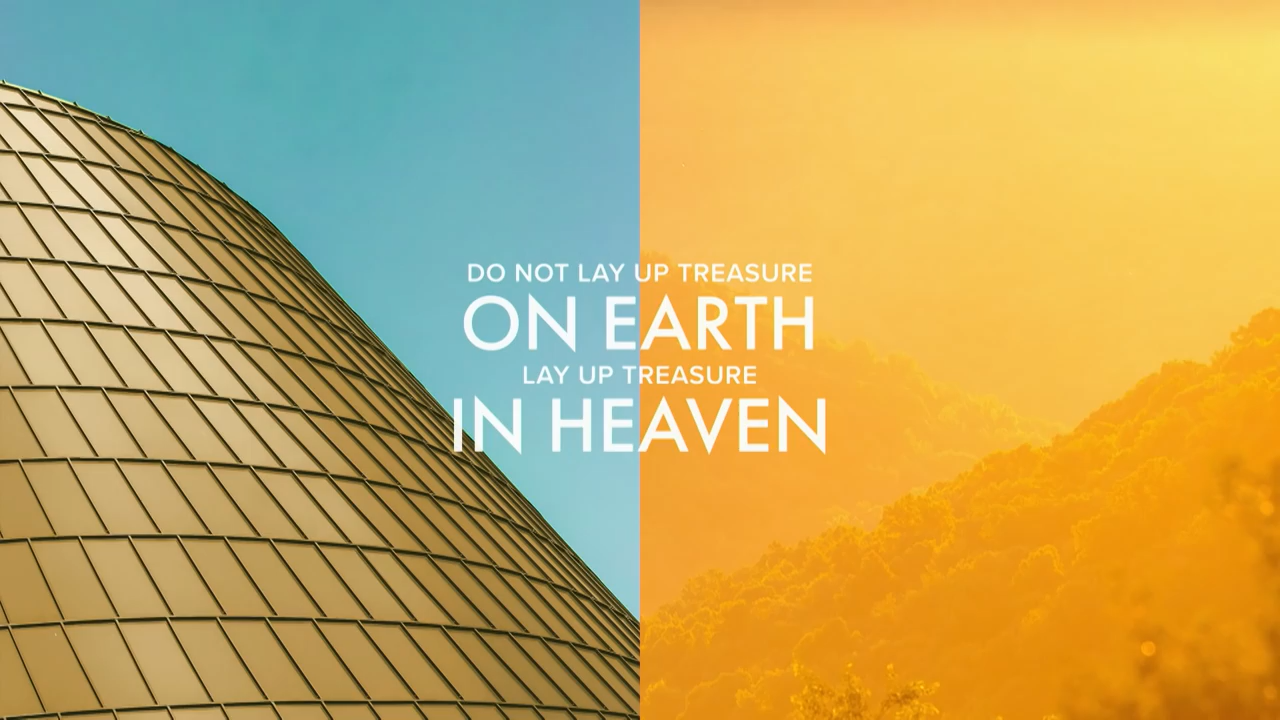 DO NOT LAY UP TREASURE
ON EARTH
LAY UP TREASURE
IN HEAVEN